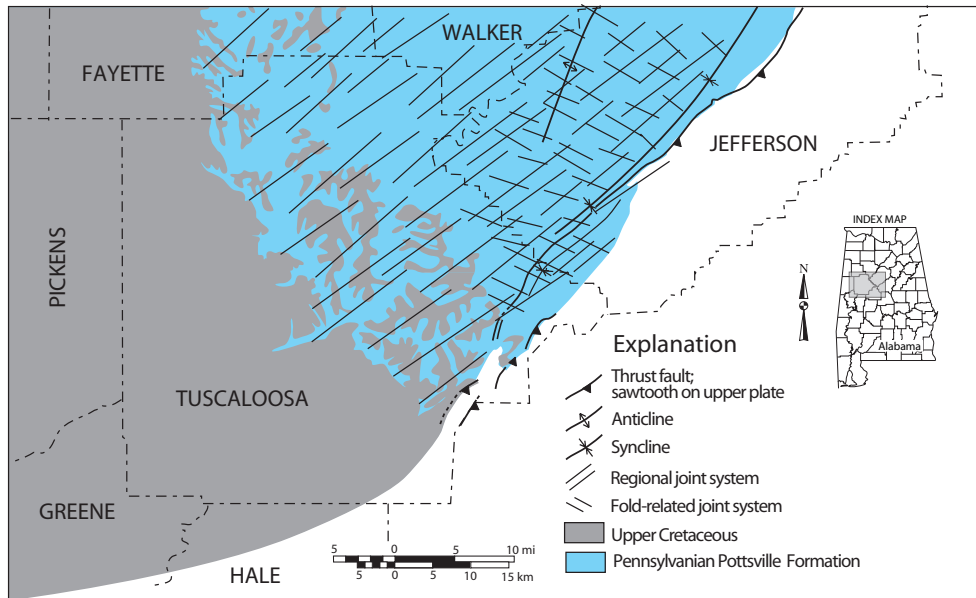 WALKER
FAYETTE
JEFFERSON
PICKENS
TUSCALOOSA
GREENE
HALE
INDEX MAP
N
Alabama
Explanation
Thrust fault;
sawtooth on upper plate
Anticline
Syncline
Regional joint system
Fold-related joint system
Upper Cretaceous
Pennsylvanian Pottsville Formation
5 0 5 10 mi
5 0 5 10 15 km